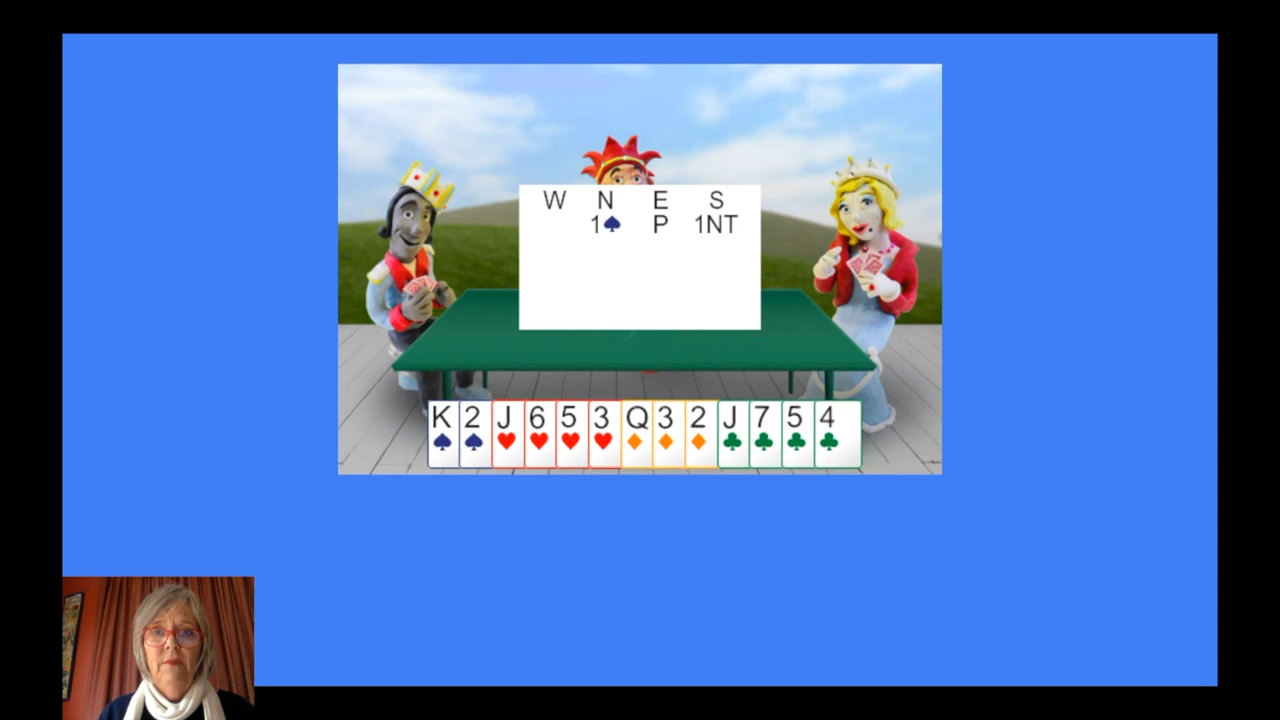 W N E S
1♠ P 1NT
K 2 J 6 5 3 Q 3 2 J 7 5 4
♠ ♠ ♥ ♥ ♥ ♥ ♦ ♦ ♦ ♣ ♣ ♣ ♣